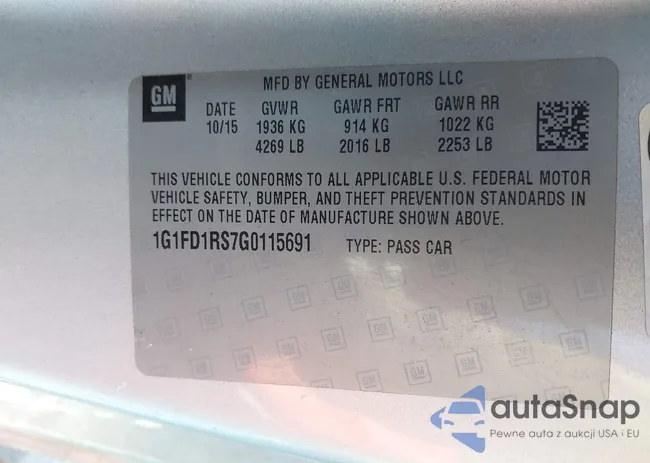 GM
MFD BY GENERAL MOTORS LLC
DATE GVWR GAWR FRT GAWR RR
10/15 1936 KG 914 KG 1022 KG
4269 LB 2016 LB 2253 LB
THIS VEHICLE CONFORMS TO ALL APPLICABLE U.S. FEDERAL MOTOR
VEHICLE SAFETY, BUMPER, AND THEFT PREVENTION STANDARDS IN
EFFECT ON THE DATE OF MANUFACTURE SHOWN ABOVE.
1G1FD1RS7G0115691 TYPE: PASS CAR
autaSnap
Pewne auta z aukcji USA i EU